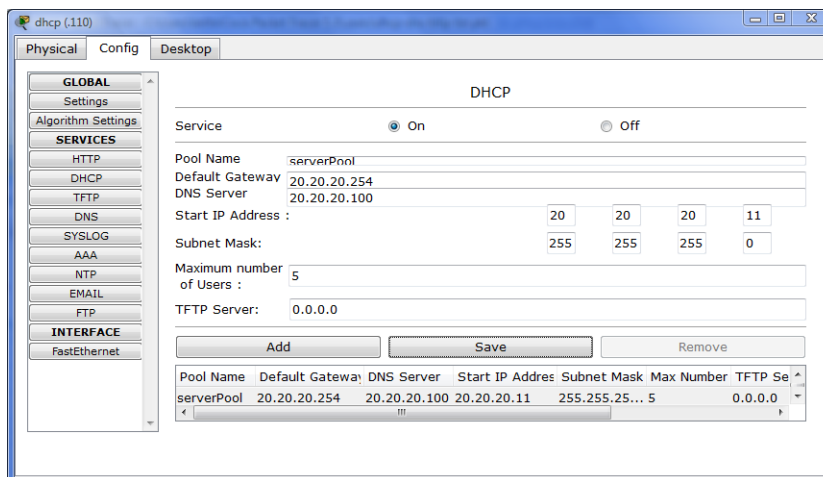 dhcp (.110)
Physical Config Desktop
GLOBAL
Settings
Algorithm Settings
SERVICES
HTTP
DHCP
TFTP
DNS
SYSLOG
AAA
NTP
EMAIL
FTP
INTERFACE
FastEthernet
DHCP
Service On Off
Pool Name serverPool
Default Gateway 20.20.20.254
DNS Server 20.20.20.100
Start IP Address : 20 20 20 11
Subnet Mask: 255 255 255 0
Maximum number
of Users : 5
TFTP Server: 0.0.0.0
Add Save Remove
Pool Name Default Gateway DNS Server Start IP Addres Subnet Mask Max Number TFTP Se
serverPool 20.20.20.254 20.20.20.100 20.20.20.11 255.255.25... 5 0.0.0.0